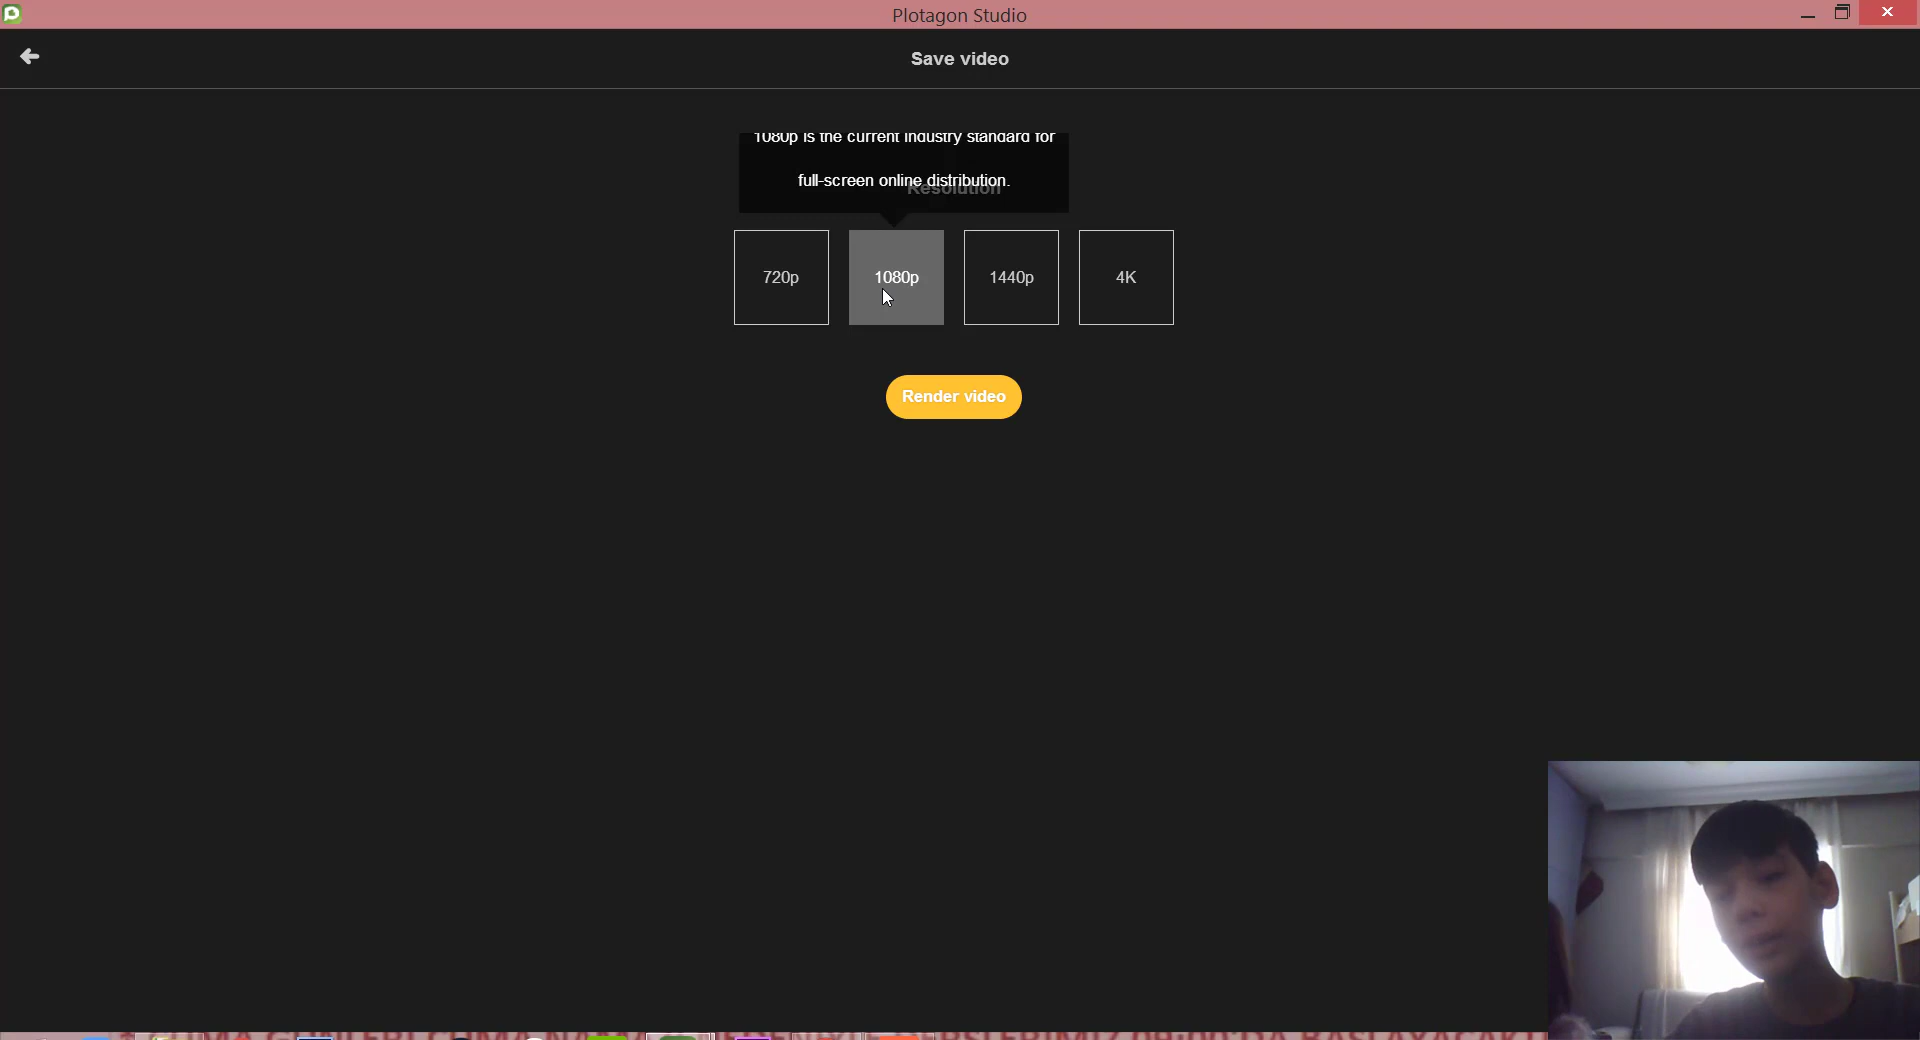 Plotagon Studio
Save video
1080p is the current industry standard for
full-screen online distribution.
Resolution
720p
1080p
1440p
4K
Render video